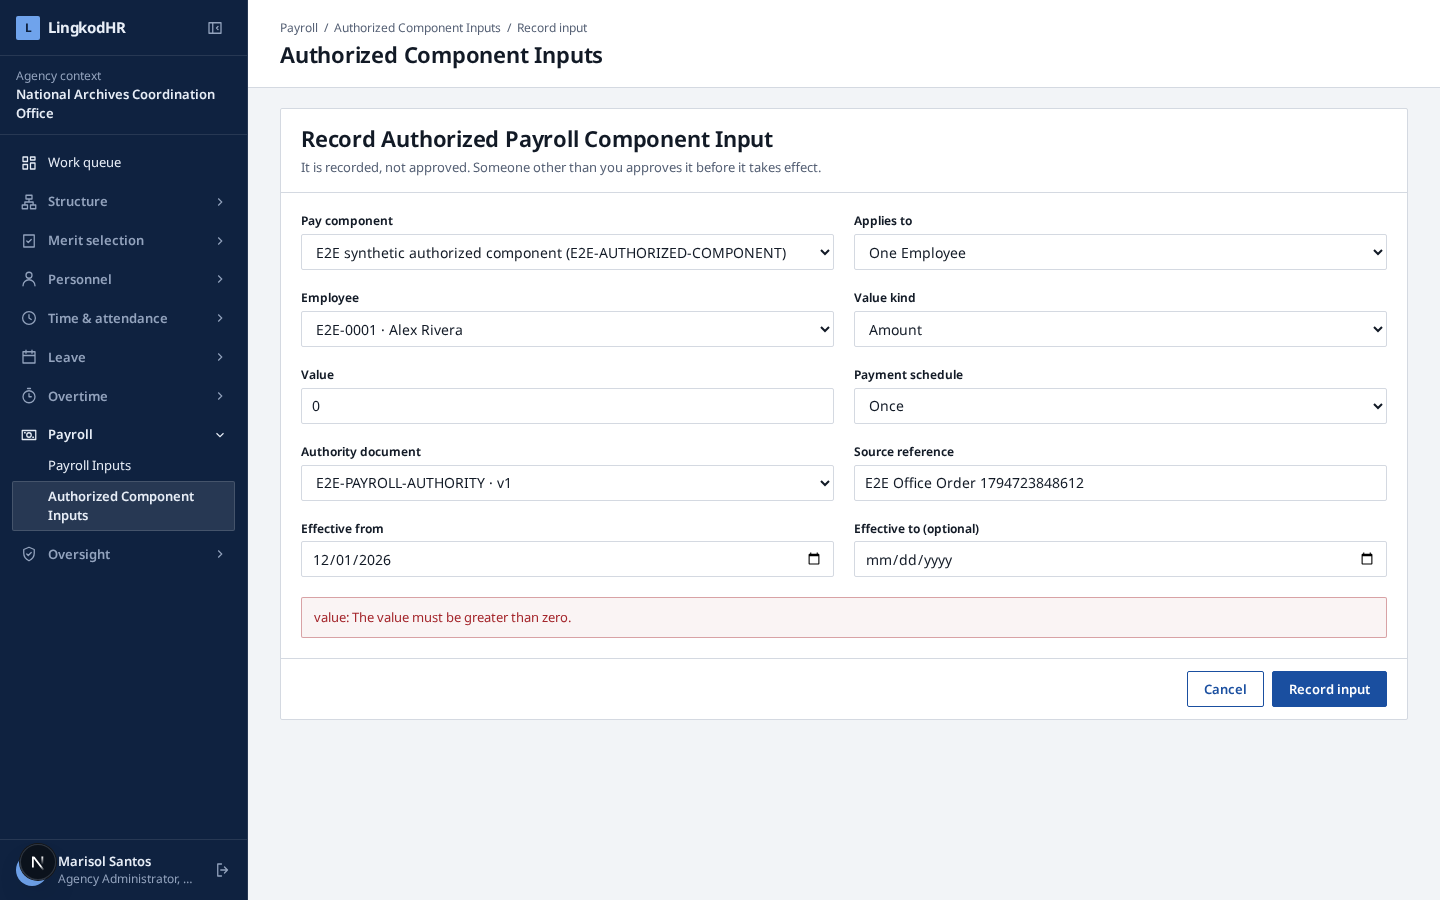 L LingkodHR
Agency context
National Archives Coordination
Office
Work queue
Structure
Merit selection
Personnel
Time & attendance
Leave
Overtime
Payroll
Payroll Inputs
Authorized Component
Inputs
Oversight
N
Marisol Santos
Agency Administrator, ...
Payroll / Authorized Component Inputs / Record input
Authorized Component Inputs
Record Authorized Payroll Component Input
It is recorded, not approved. Someone other than you approves it before it takes effect.
Pay component
E2E synthetic authorized component (E2E-AUTHORIZED-COMPONENT)
Applies to
One Employee
Employee
E2E-0001 · Alex Rivera
Value kind
Amount
Value
0
Payment schedule
Once
Authority document
E2E-PAYROLL-AUTHORITY · v1
Source reference
E2E Office Order 1794723848612
Effective from
12/01/2026
Effective to (optional)
mm/dd/yyyy
value: The value must be greater than zero.
Cancel
Record input